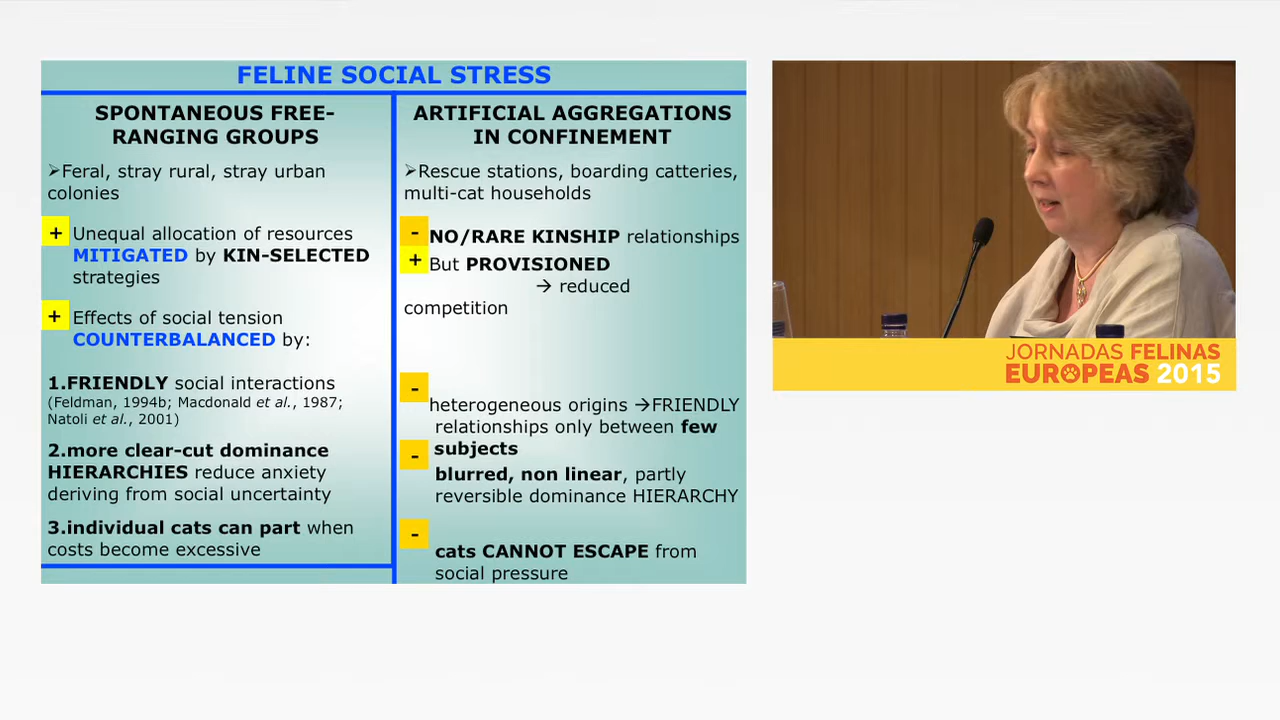 FELINE SOCIAL STRESS
SPONTANEOUS FREE-
RANGING GROUPS
➢Feral, stray rural, stray urban
colonies
+ Unequal allocation of resources
MITIGATED by KIN-SELECTED
strategies
+ Effects of social tension
COUNTERBALANCED by:
1.FRIENDLY social interactions
(Feldman, 1994b; Macdonald et al., 1987;
Natoli et al., 2001)
2.more clear-cut dominance
HIERARCHIES reduce anxiety
deriving from social uncertainty
3.individual cats can part when
costs become excessive
ARTIFICIAL AGGREGATIONS
IN CONFINEMENT
➢Rescue stations, boarding catteries,
multi-cat households
- NO/RARE KINSHIP relationships
+ But PROVISIONED
→ reduced
competition
-
heterogeneous origins →FRIENDLY
relationships only between few
subjects
-
blurred, non linear, partly
reversible dominance HIERARCHY
-
cats CANNOT ESCAPE from
social pressure
JORNADAS FELINAS
EUROPEAS 2015